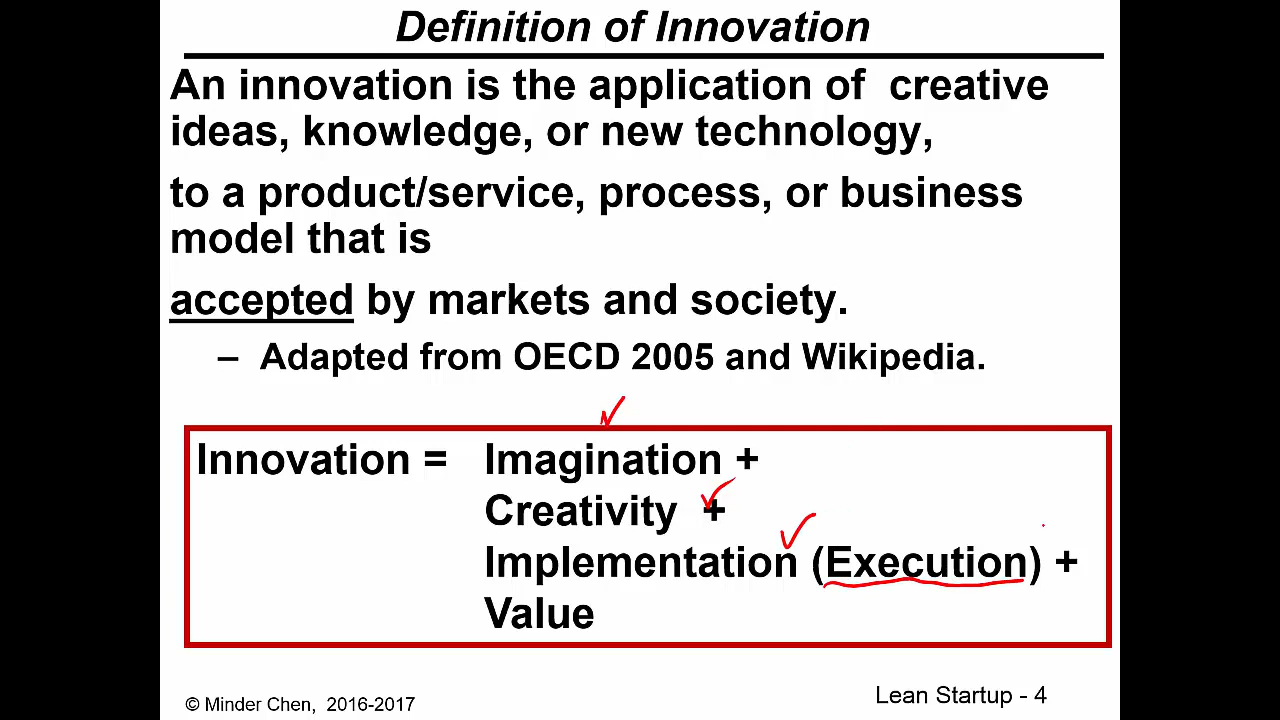 Definition of Innovation
An innovation is the application of creative
ideas, knowledge, or new technology,
to a product/service, process, or business
model that is
accepted by markets and society.
– Adapted from OECD 2005 and Wikipedia.
Innovation = Imagination +
Creativity +
Implementation (Execution) +
Value
© Minder Chen, 2016-2017
Lean Startup - 4